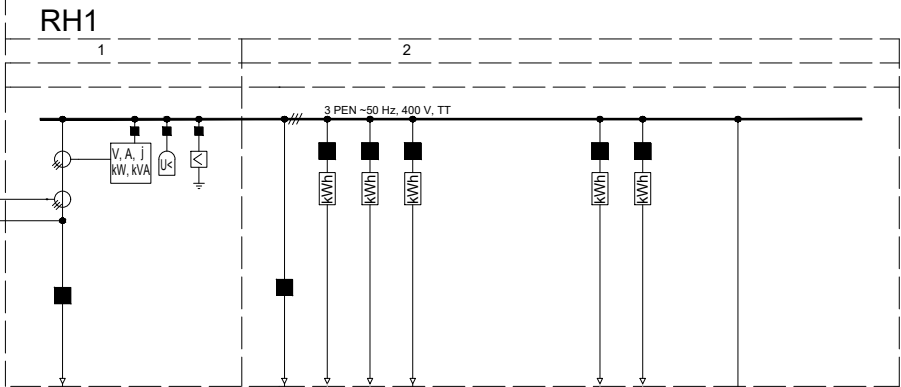 RH1
1
2
3 PEN ~50 Hz, 400 V, TT
V, A, j
kW, kVA
U<
<
kWh
kWh
kWh
kWh
kWh